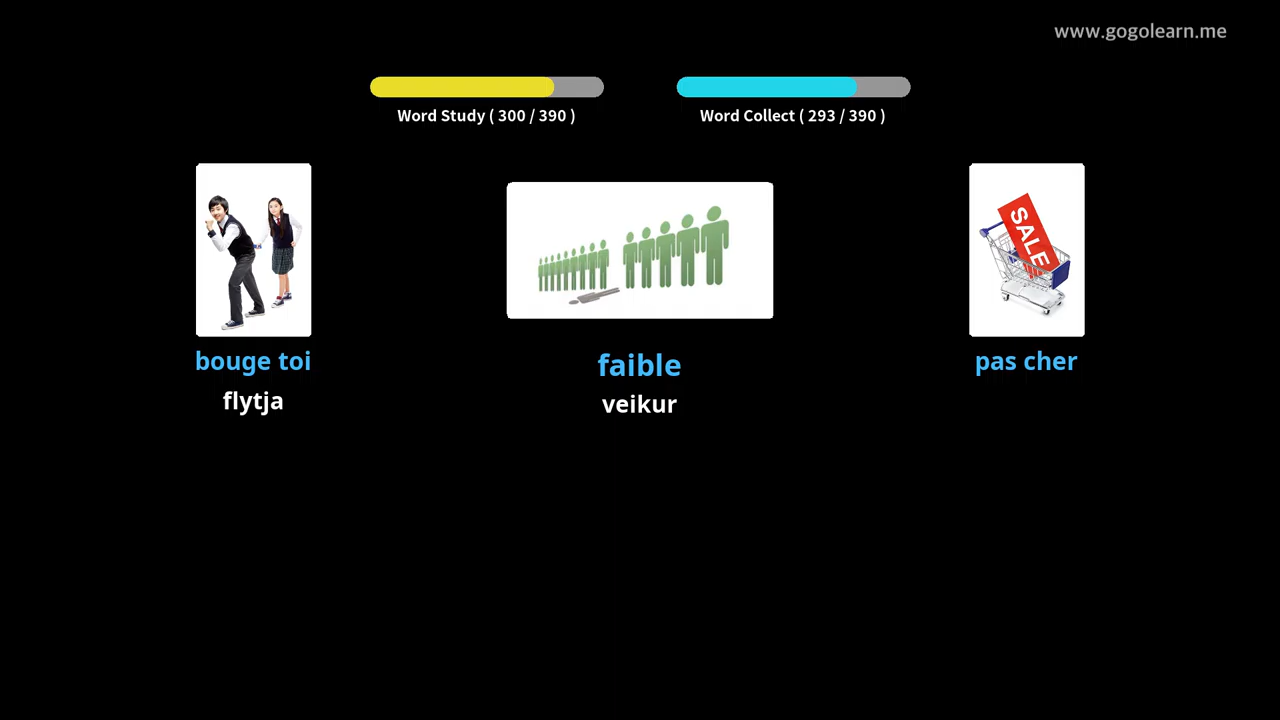 www.gogolearn.me
Word Study ( 300 / 390 )
Word Collect ( 293 / 390 )
SALE
bouge toi
flytja
faible
veikur
pas cher